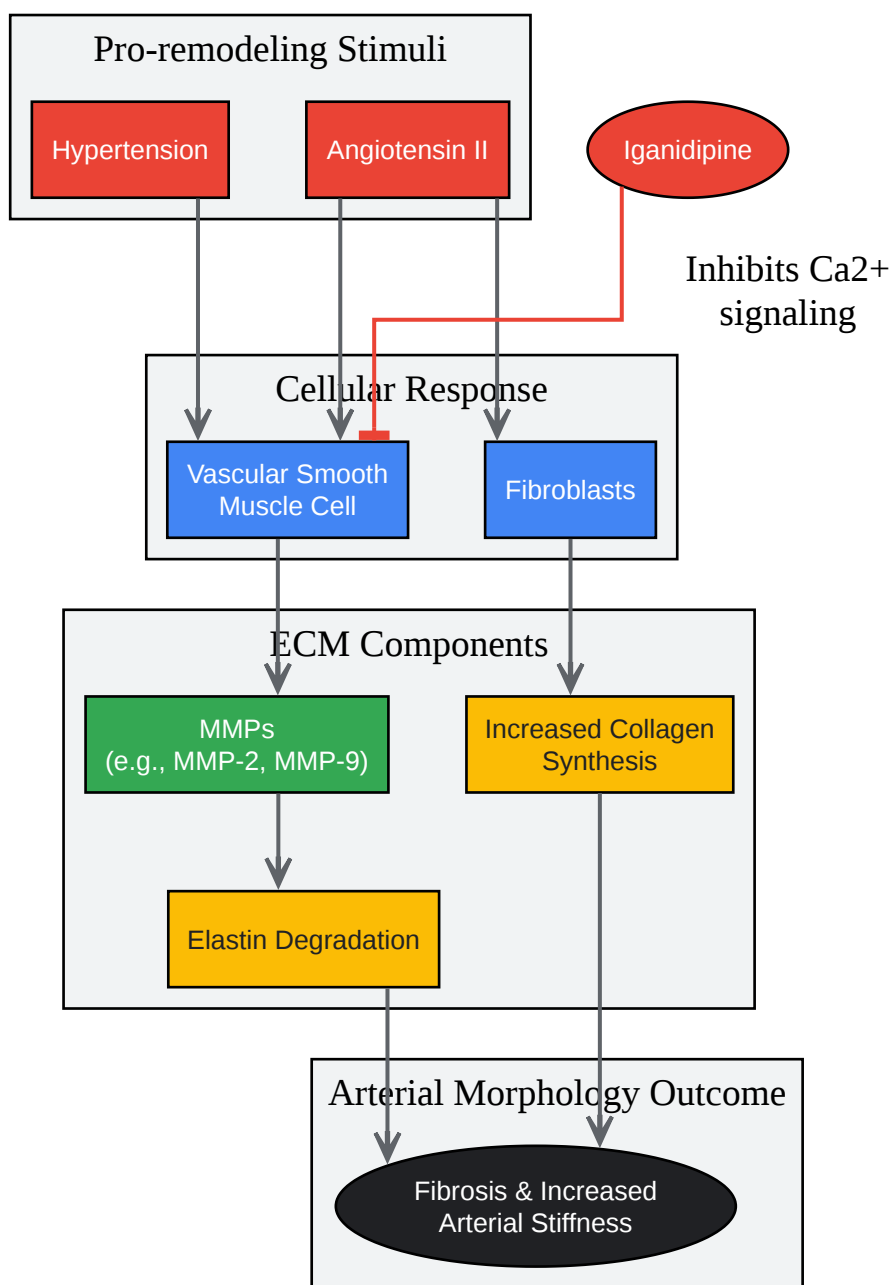 Pro-remodeling Stimuli
Hypertension
Angiotensin II
Iganidipine
Inhibits Ca2+
signaling
Cellular Response
Vascular Smooth
Muscle Cell
Fibroblasts
ECM Components
MMPs
(e.g., MMP-2, MMP-9)
Increased Collagen
Synthesis
Elastin Degradation
Arterial Morphology Outcome
Fibrosis & Increased
Arterial Stiffness